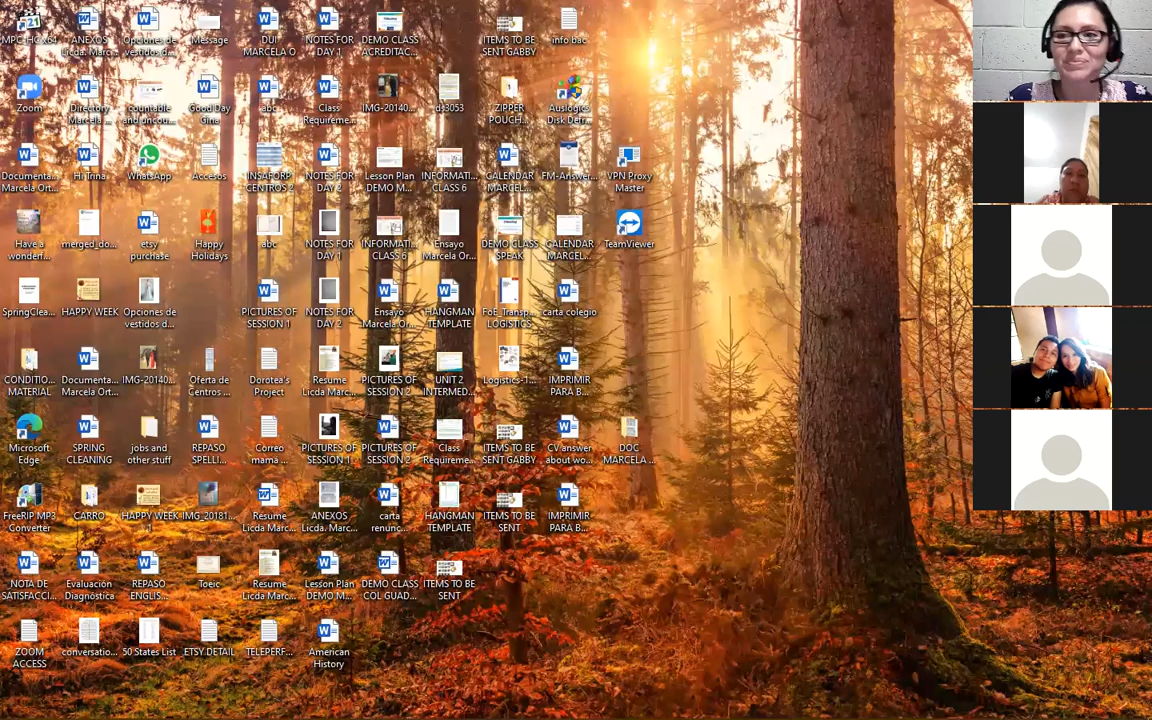 MPC-HCx64
ANEXOS
Licda. Marc...
Opciones de
vestidos d...
Message
DUI
MARCELA O
NOTES FOR
DAY 1
DEMO CLASS
ACREDITAC...
ITEMS TO BE
SENT GABBY
info bac
Zoom
Directory
Marcela ...
countable
and uncou...
Good Day
Gina
abc
Class
Requireme...
IMG-20140...
ds3053
ZIPPER
POUCH...
Auslogics
Disk Defr...
Documenta...
Marcela Ort...
Hi Trina
WhatsApp
Accesos
INSAFORP
CENTROS 2
NOTES FOR
DAY 2
Lesson Plan
DEMO M...
INFORMATI...
CLASS 6
CALENDAR
MARCEL...
FM-Answer...
VPN Proxy
Master
Have a
wonderf...
merged_do...
etsy
purchase
Happy
Holidays
abc
NOTES FOR
DAY 1
INFORMATI...
CLASS 6
Ensayo
Marcela Or...
DEMO CLASS
SPEAK
CALENDAR
MARCEL...
TeamViewer
SpringClea...
HAPPY WEEK
Opciones de
vestidos d...
PICTURES OF
SESSION 1
NOTES FOR
DAY 2
Ensayo
Marcela Or...
HANGMAN
TEMPLATE
FoE_Transp...
LOGISTICS
carta colegio
CONDITIO...
MATERIAL
Documenta...
Marcela Ort...
IMG-20140...
Oferta de
Centros ...
Dorotea's
Project
Resume
Licda Marc...
PICTURES OF
SESSION 2
UNIT 2
INTERMED...
Logistics-1...
IMPRIMIR
PARA B...
Microsoft
Edge
SPRING
CLEANING
jobs and
other stuff
REPASO
SPELLI...
Correo
mamá ...
PICTURES OF
SESSION 1
PICTURES OF
SESSION 2
Class
Requireme...
ITEMS TO BE
SENT GABBY
CV answer
about wo...
DOC
MARCELA ...
FreeRIP MP3
Converter
CARRO
HAPPY WEEK
1
IMG_20181...
Resume
Licda Marc...
ANEXOS
Licda. Marc...
carta
renunc...
HANGMAN
TEMPLATE
ITEMS TO BE
SENT
IMPRIMIR
PARA B...
NOTA DE
SATISFACCI...
Evaluación
Diagnóstica
REPASO
ENGLIS...
Toeic
Resume
Licda Marc...
Lesson Plan
DEMO M...
DEMO CLASS
COL GUAD...
ITEMS TO BE
SENT
ZOOM
ACCESS
conversatio...
50 States List
ETSY DETAIL
TELEPERF...
American
History